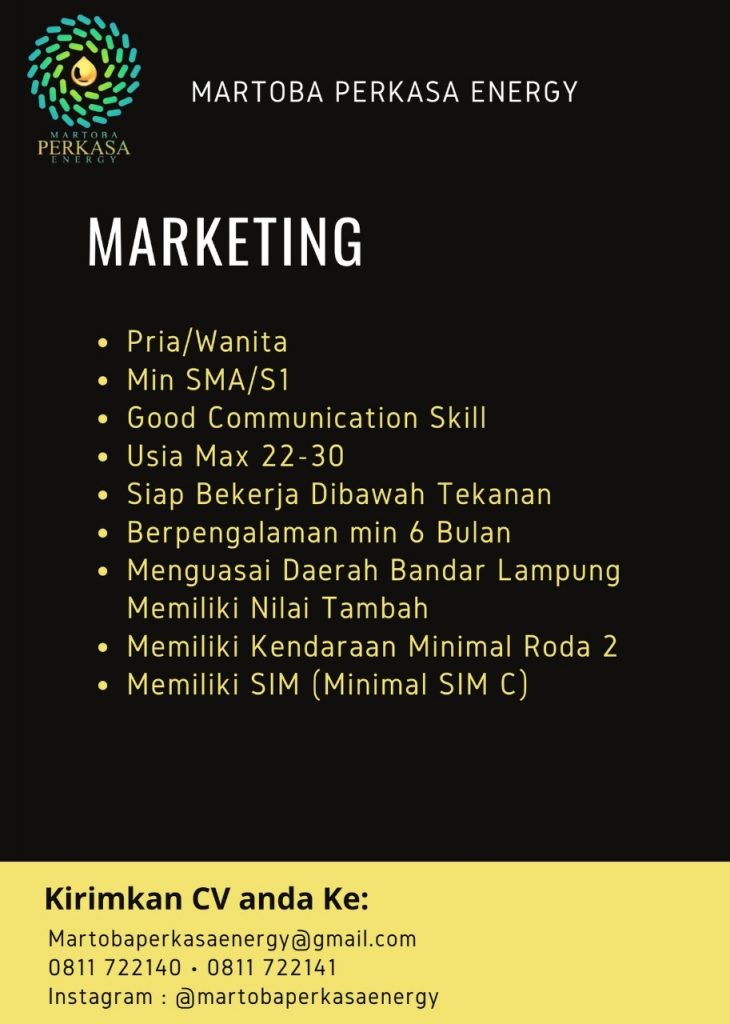 MARTOBA
PERKASA
ENERGY
MARTOBA PERKASA ENERGY
MARKETING
• Pria/Wanita
• Min SMA/S1
• Good Communication Skill
• Usia Max 22-30
• Siap Bekerja Dibawah Tekanan
• Berpengalaman min 6 Bulan
• Menguasai Daerah Bandar Lampung
Memiliki Nilai Tambah
• Memiliki Kendaraan Minimal Roda 2
• Memiliki SIM (Minimal SIM C)
Kirimkan CV anda Ke:
Martobaperkasaenergy@gmail.com
0811 722140 • 0811 722141
Instagram : @martobaperkasaenergy